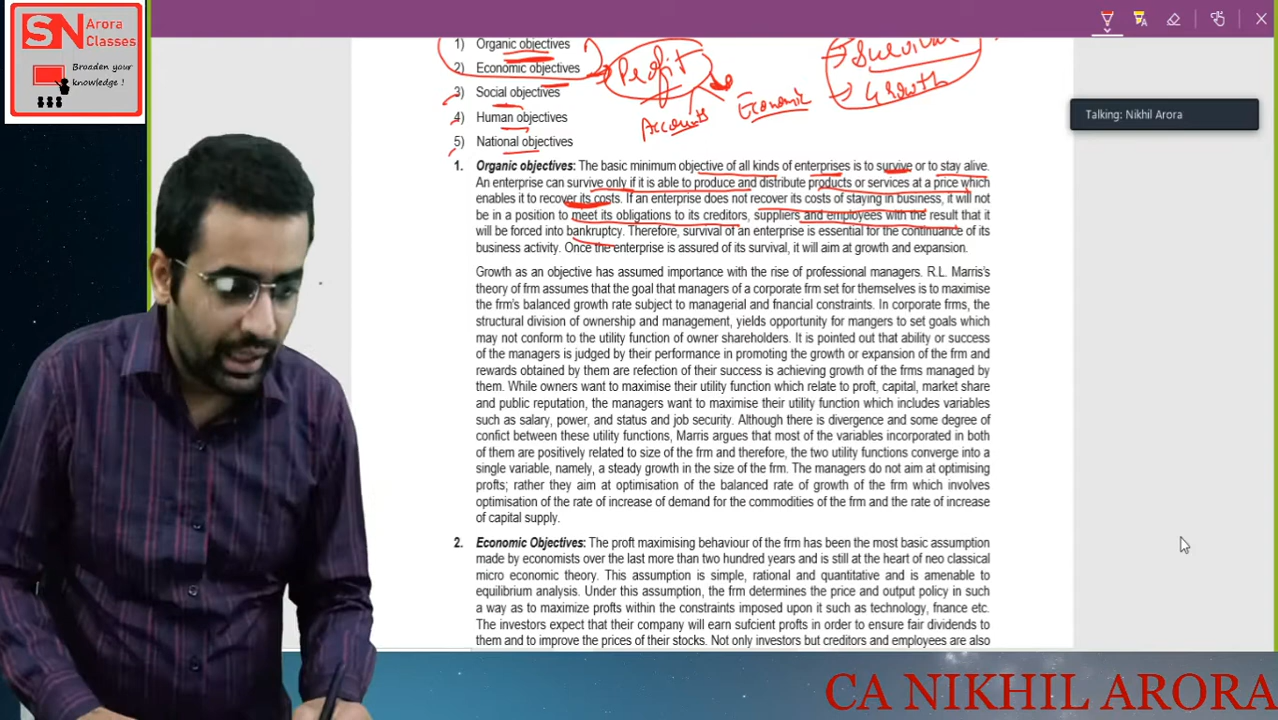 SN Arora Classes
Broaden your knowledge !
1) Organic objectives
2) Economic objectives
3) Social objectives
4) Human objectives
5) National objectives
Profit
Accounts
Economic
Survival
Growth
Talking: Nikhil Arora
1. Organic objectives: The basic minimum objective of all kinds of enterprises is to survive or to stay alive.
An enterprise can survive only if it is able to produce and distribute products or services at a price which
enables it to recover its costs. If an enterprise does not recover its costs of staying in business, it will not
be in a position to meet its obligations to its creditors, suppliers and employees with the result that it
will be forced into bankruptcy. Therefore, survival of an enterprise is essential for the continuance of its
business activity. Once the enterprise is assured of its survival, it will aim at growth and expansion.
Growth as an objective has assumed importance with the rise of professional managers. R.L. Marris's
theory of frm assumes that the goal that managers of a corporate frm set for themselves is to maximise
the frm's balanced growth rate subject to managerial and fnancial constraints. In corporate frms, the
structural division of ownership and management, yields opportunity for mangers to set goals which
may not conform to the utility function of owner shareholders. It is pointed out that ability or success
of the managers is judged by their performance in promoting the growth or expansion of the frm and
rewards obtained by them are refection of their success is achieving growth of the frms managed by
them. While owners want to maximise their utility function which relate to proft, capital, market share
and public reputation, the managers want to maximise their utility function which includes variables
such as salary, power, and status and job security. Although there is divergence and some degree of
confict between these utility functions, Marris argues that most of the variables incorporated in both
of them are positively related to size of the frm and therefore, the two utility functions converge into a
single variable, namely, a steady growth in the size of the frm. The managers do not aim at optimising
profts; rather they aim at optimisation of the balanced rate of growth of the frm which involves
optimisation of the rate of increase of demand for the commodities of the frm and the rate of increase
of capital supply.
2. Economic Objectives: The proft maximising behaviour of the frm has been the most basic assumption
made by economists over the last more than two hundred years and is still at the heart of neo classical
micro economic theory. This assumption is simple, rational and quantitative and is amenable to
equilibrium analysis. Under this assumption, the frm determines the price and output policy in such
a way as to maximize profts within the constraints imposed upon it such as technology, fnance etc.
The investors expect that their company will earn sufcient profts in order to ensure fair dividends to
them and to improve the prices of their stocks. Not only investors but creditors and employees are also
CA NIKHIL ARORA